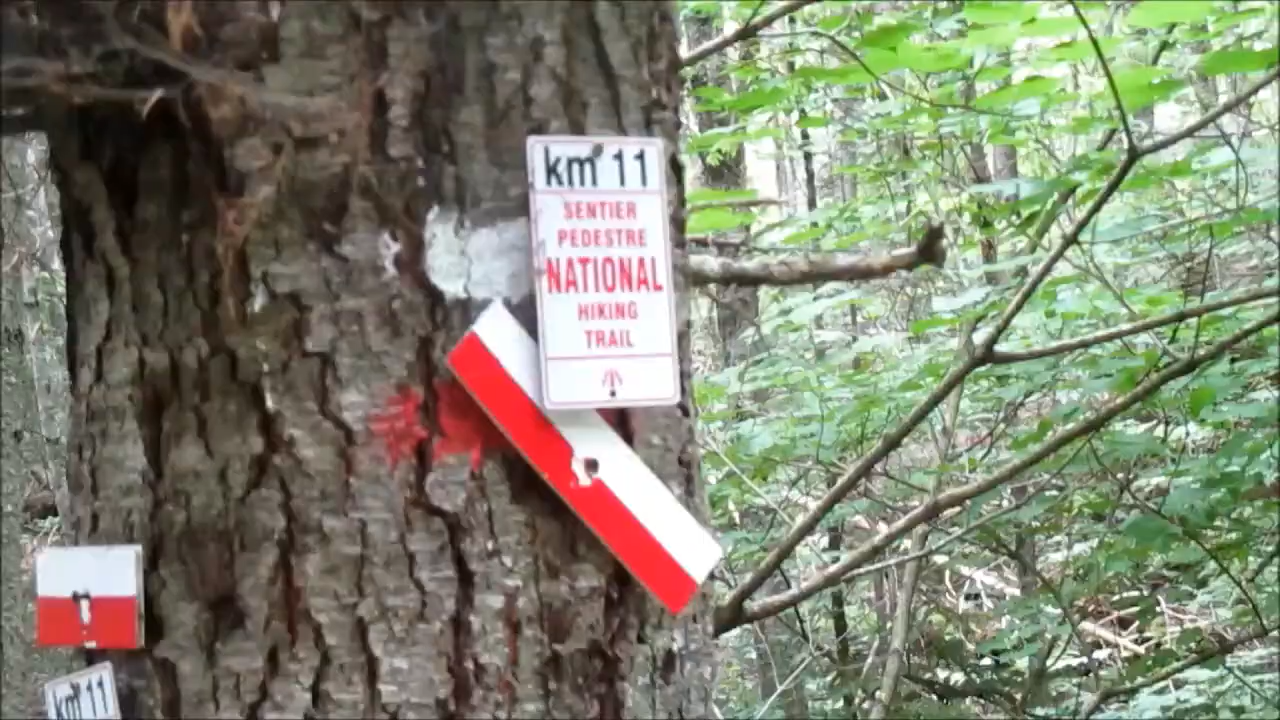 km 11
SENTIER
PEDESTRE
NATIONAL
HIKING
TRAIL
km 11